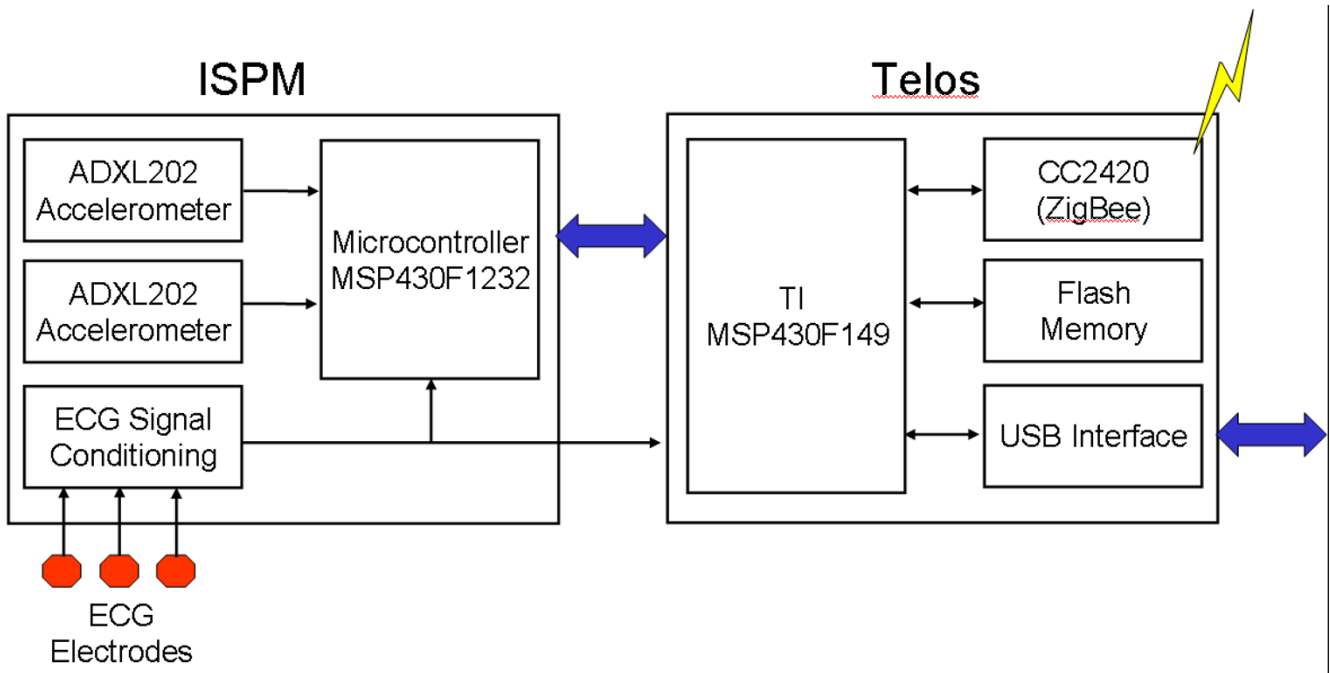 ISPM
ADXL202
Accelerometer
ADXL202
Accelerometer
ECG Signal
Conditioning
Microcontroller
MSP430F1232
ECG
Electrodes
Telos
TI
MSP430F149
CC2420
(ZigBee)
Flash
Memory
USB Interface